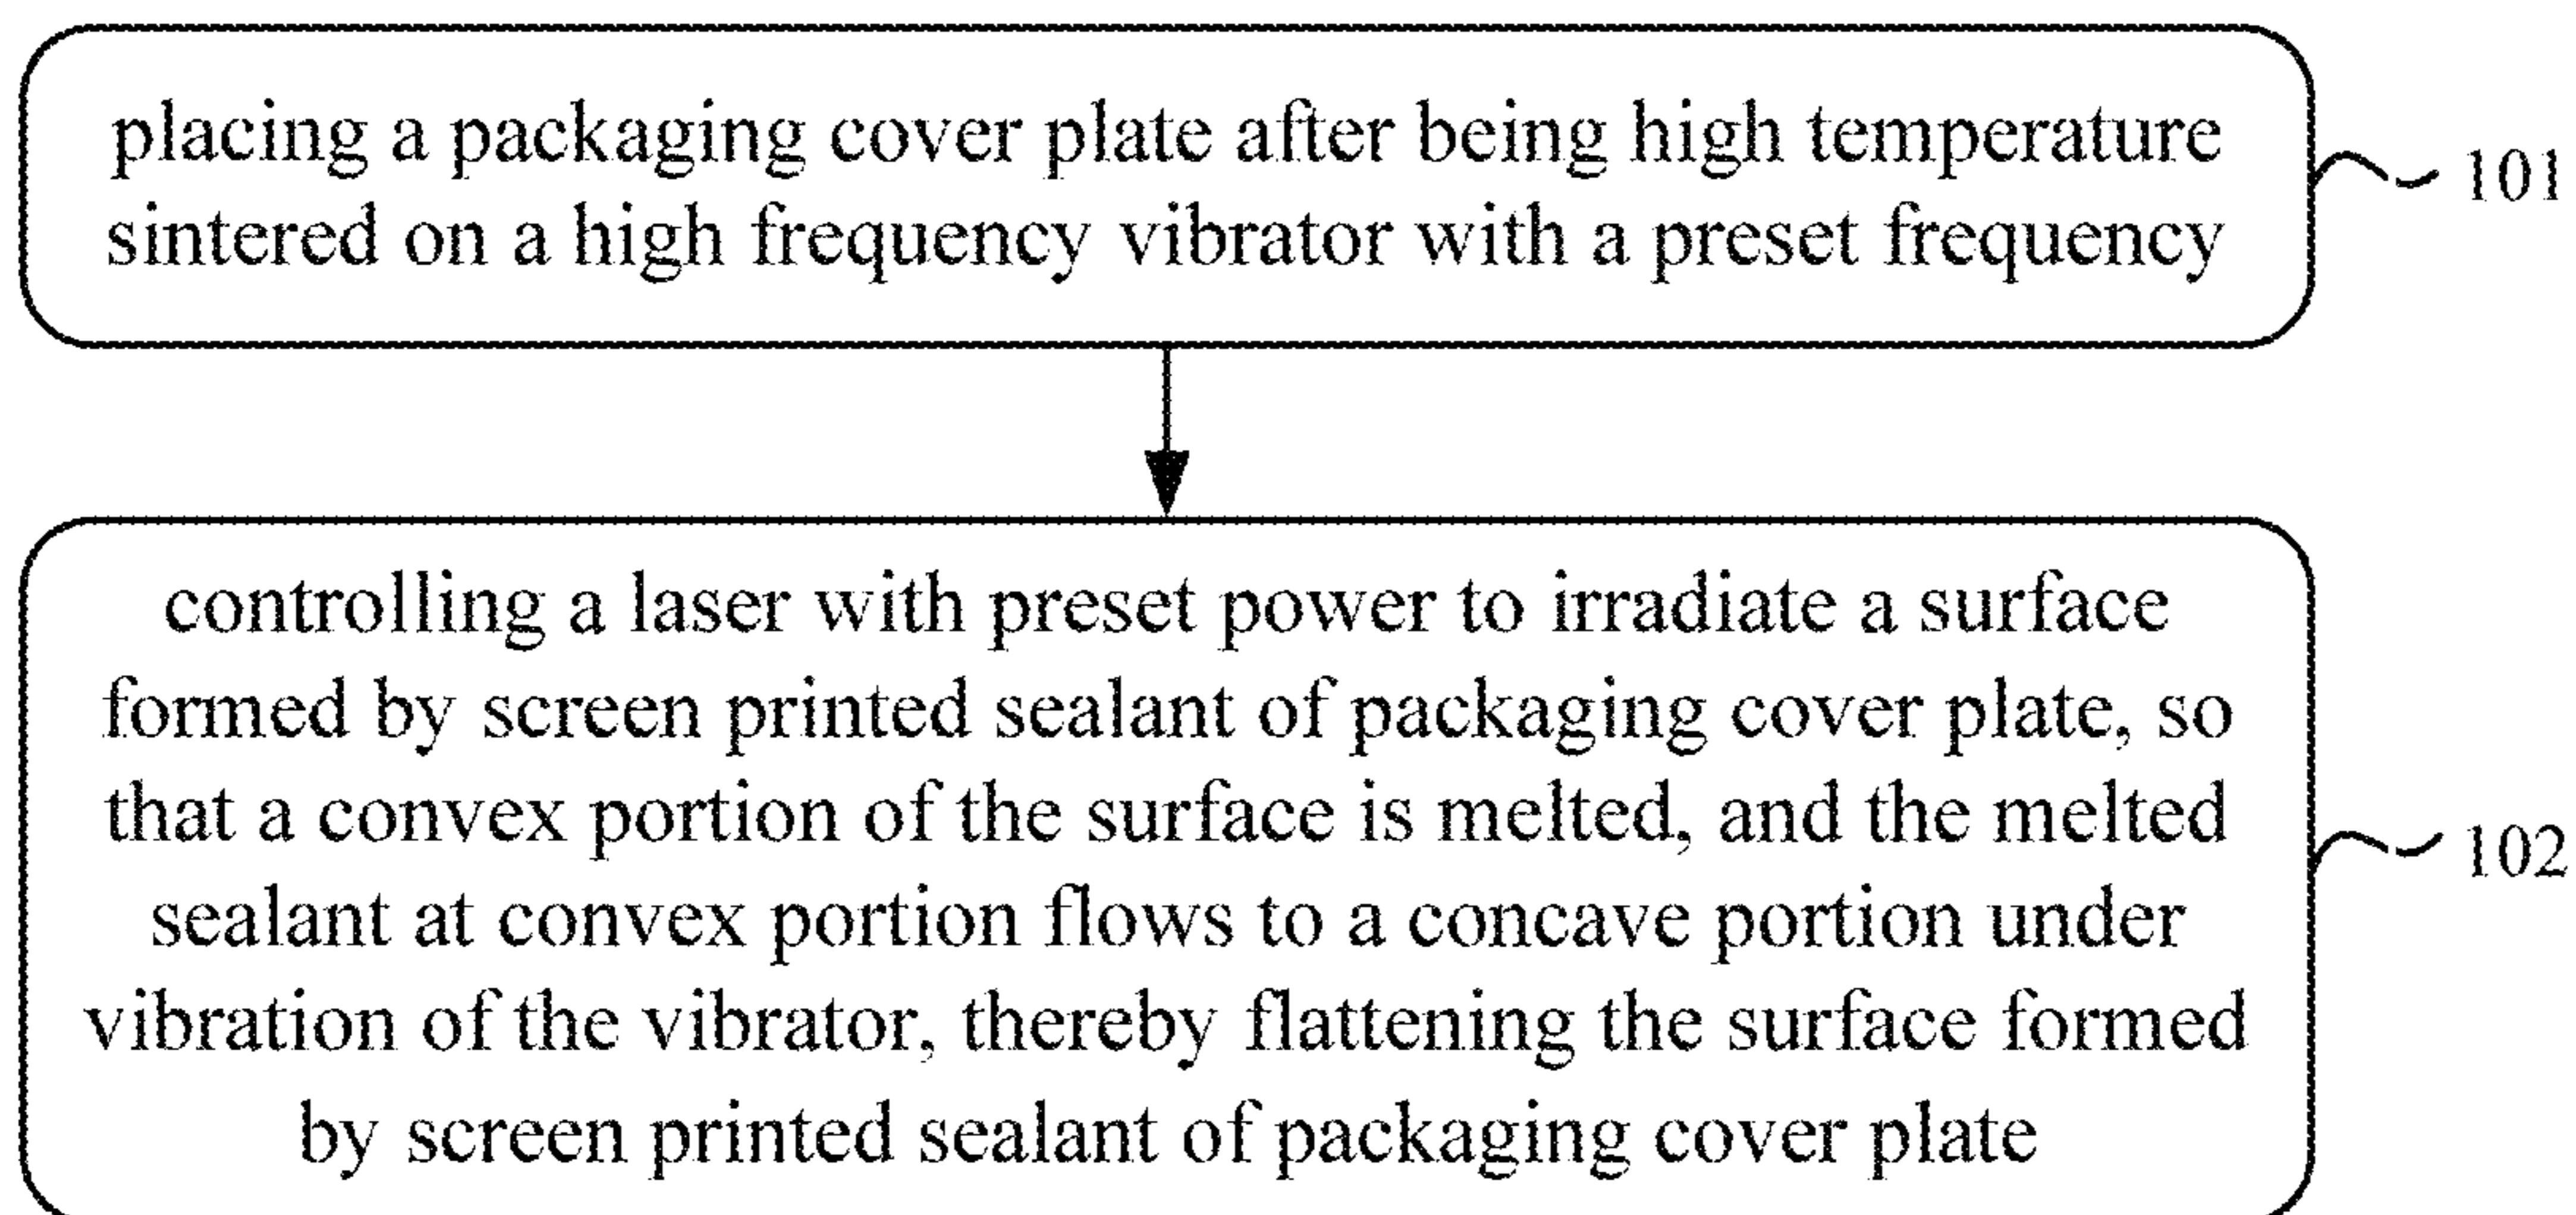 placing a packaging cover plate after being high temperature
sintered on a high frequency vibrator with a preset frequency
101
controlling a laser with preset power to irradiate a surface
formed by screen printed sealant of packaging cover plate, so
that a convex portion of the surface is melted, and the melted
sealant at convex portion flows to a concave portion under
vibration of the vibrator, thereby flattening the surface formed
by screen printed sealant of packaging cover plate
102